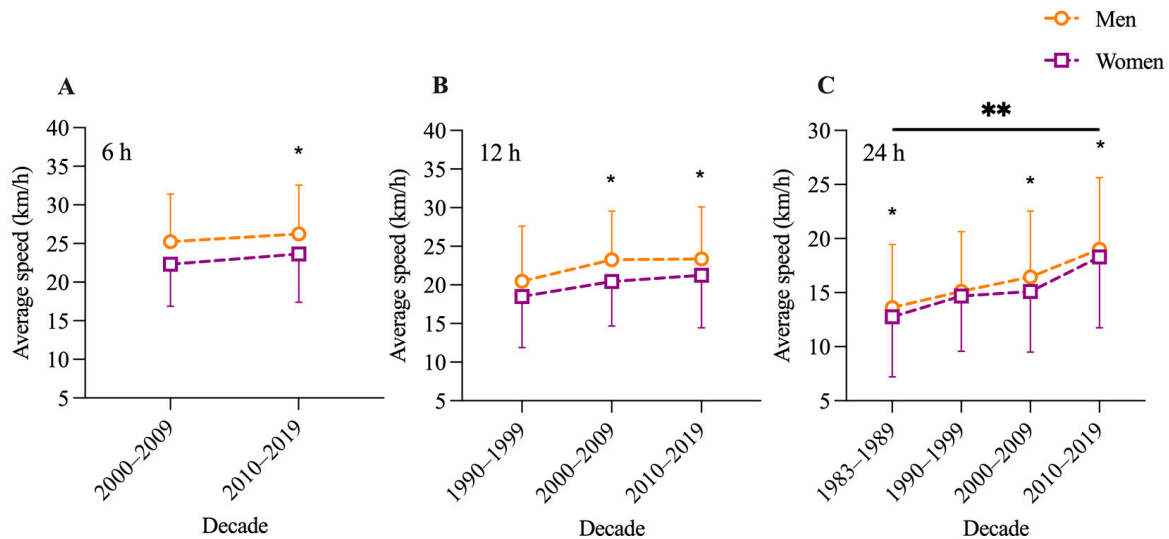 Men
Women
A
B
C
6 h
12 h
24 h
**
*
*
*
*
*
*
Average speed (km/h)
40
35
30
25
20
15
10
5
2000–2009
2010–2019
Decade
Average speed (km/h)
40
35
30
25
20
15
10
5
1990–1999
2000–2009
2010–2019
Decade
Average speed (km/h)
30
25
20
15
10
5
1983–1989
1990–1999
2000–2009
2010–2019
Decade